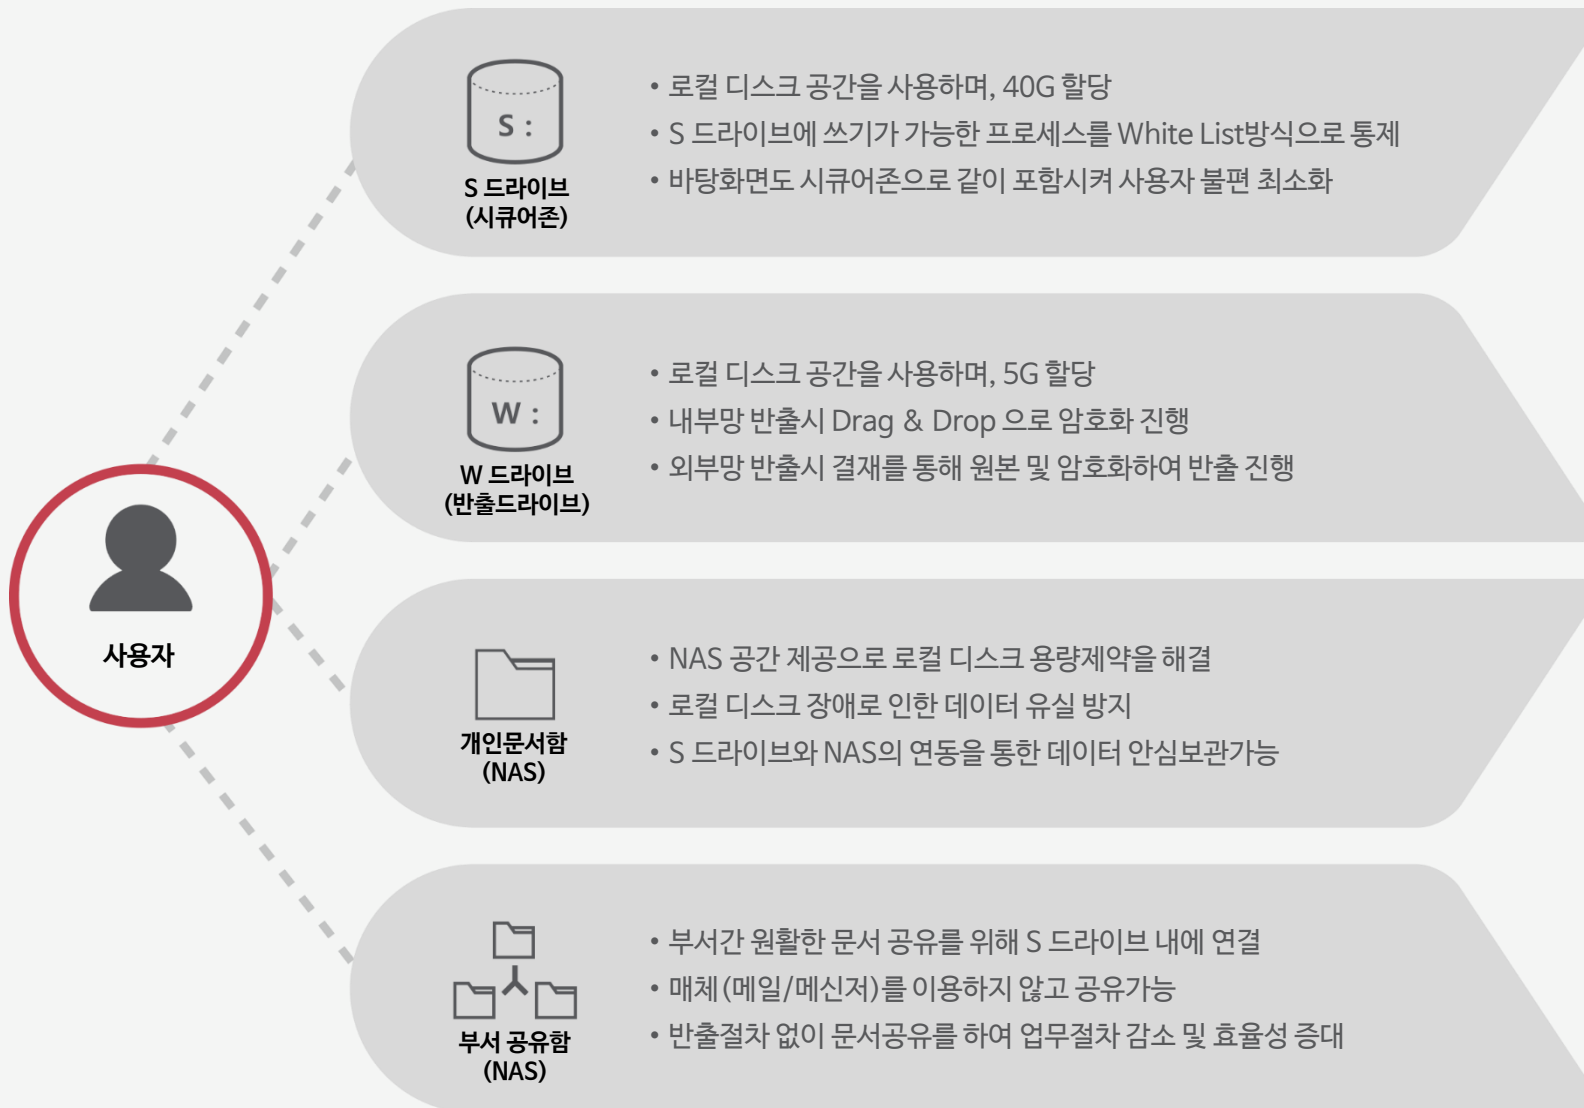 S :
S 드라이브
(시큐어존)
• 로컬 디스크 공간을 사용하며, 40G 할당
• S 드라이브에 쓰기가 가능한 프로세스를 White List방식으로 통제
• 바탕화면도 시큐어존으로 같이 포함시켜 사용자 불편 최소화
W :
W 드라이브
(반출드라이브)
• 로컬 디스크 공간을 사용하며, 5G 할당
• 내부망 반출시 Drag & Drop 으로 암호화 진행
• 외부망 반출시 결재를 통해 원본 및 암호화하여 반출 진행
사용자
개인문서함
(NAS)
• NAS 공간 제공으로 로컬 디스크 용량제약을 해결
• 로컬 디스크 장애로 인한 데이터 유실 방지
• S 드라이브와 NAS의 연동을 통한 데이터 안심보관가능
부서 공유함
(NAS)
• 부서간 원활한 문서 공유를 위해 S 드라이브 내에 연결
• 매체(메일/메신저)를 이용하지 않고 공유가능
• 반출절차 없이 문서공유를 하여 업무절차 감소 및 효율성 증대